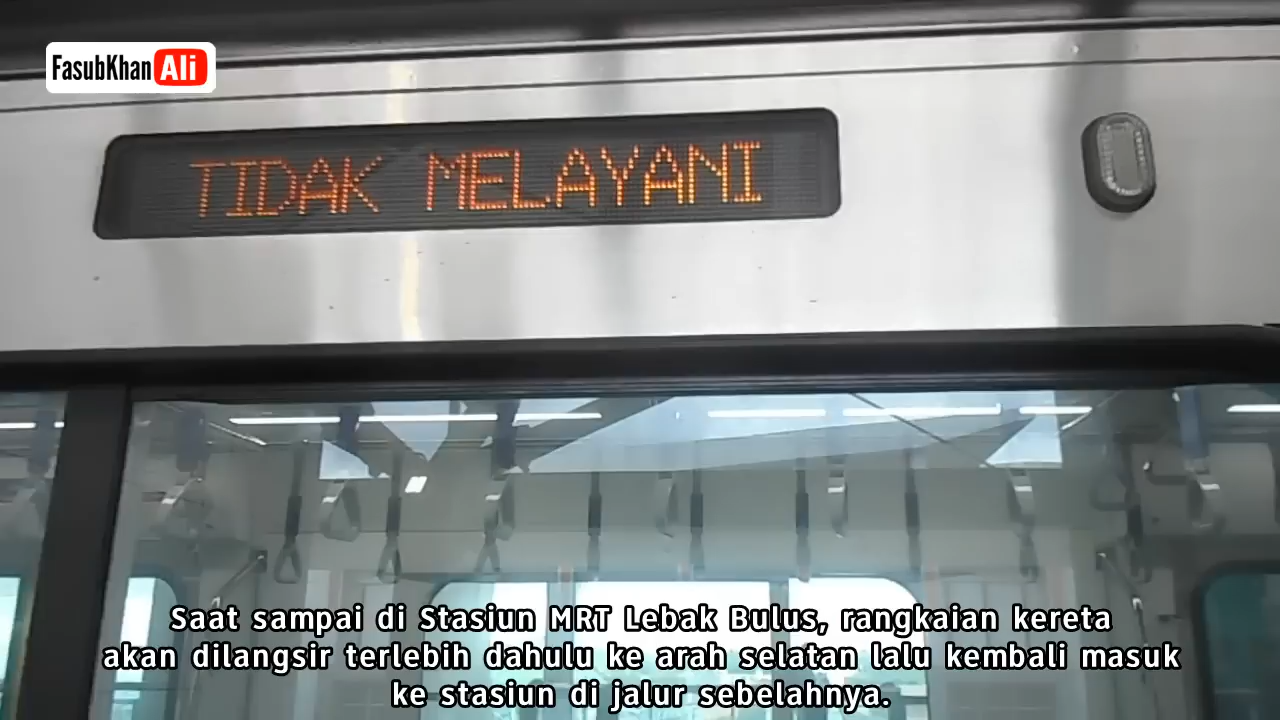 FasubKhan Ali
TIDAK MELAYANI
Saat sampai di Stasiun MRT Lebak Bulus, rangkaian kereta
akan dilangsir terlebih dahulu ke arah selatan lalu kembali masuk
ke stasiun di jalur sebelahnya.